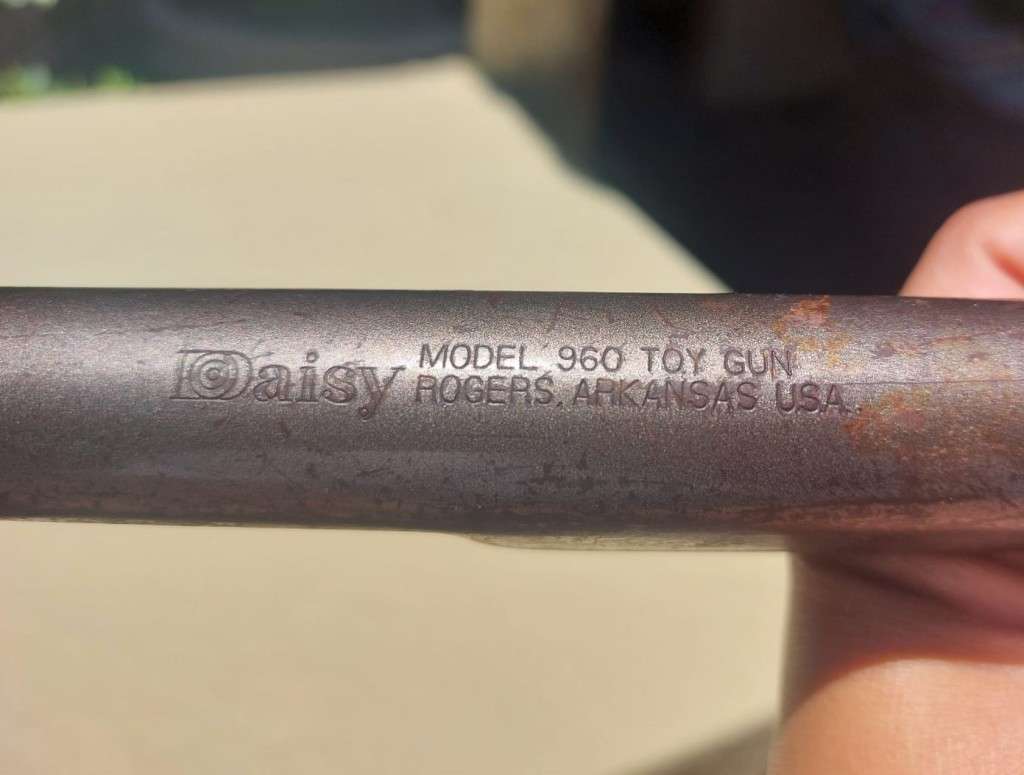 Daisy
MODEL 960 TOY GUN
ROGERS, ARKANSAS USA